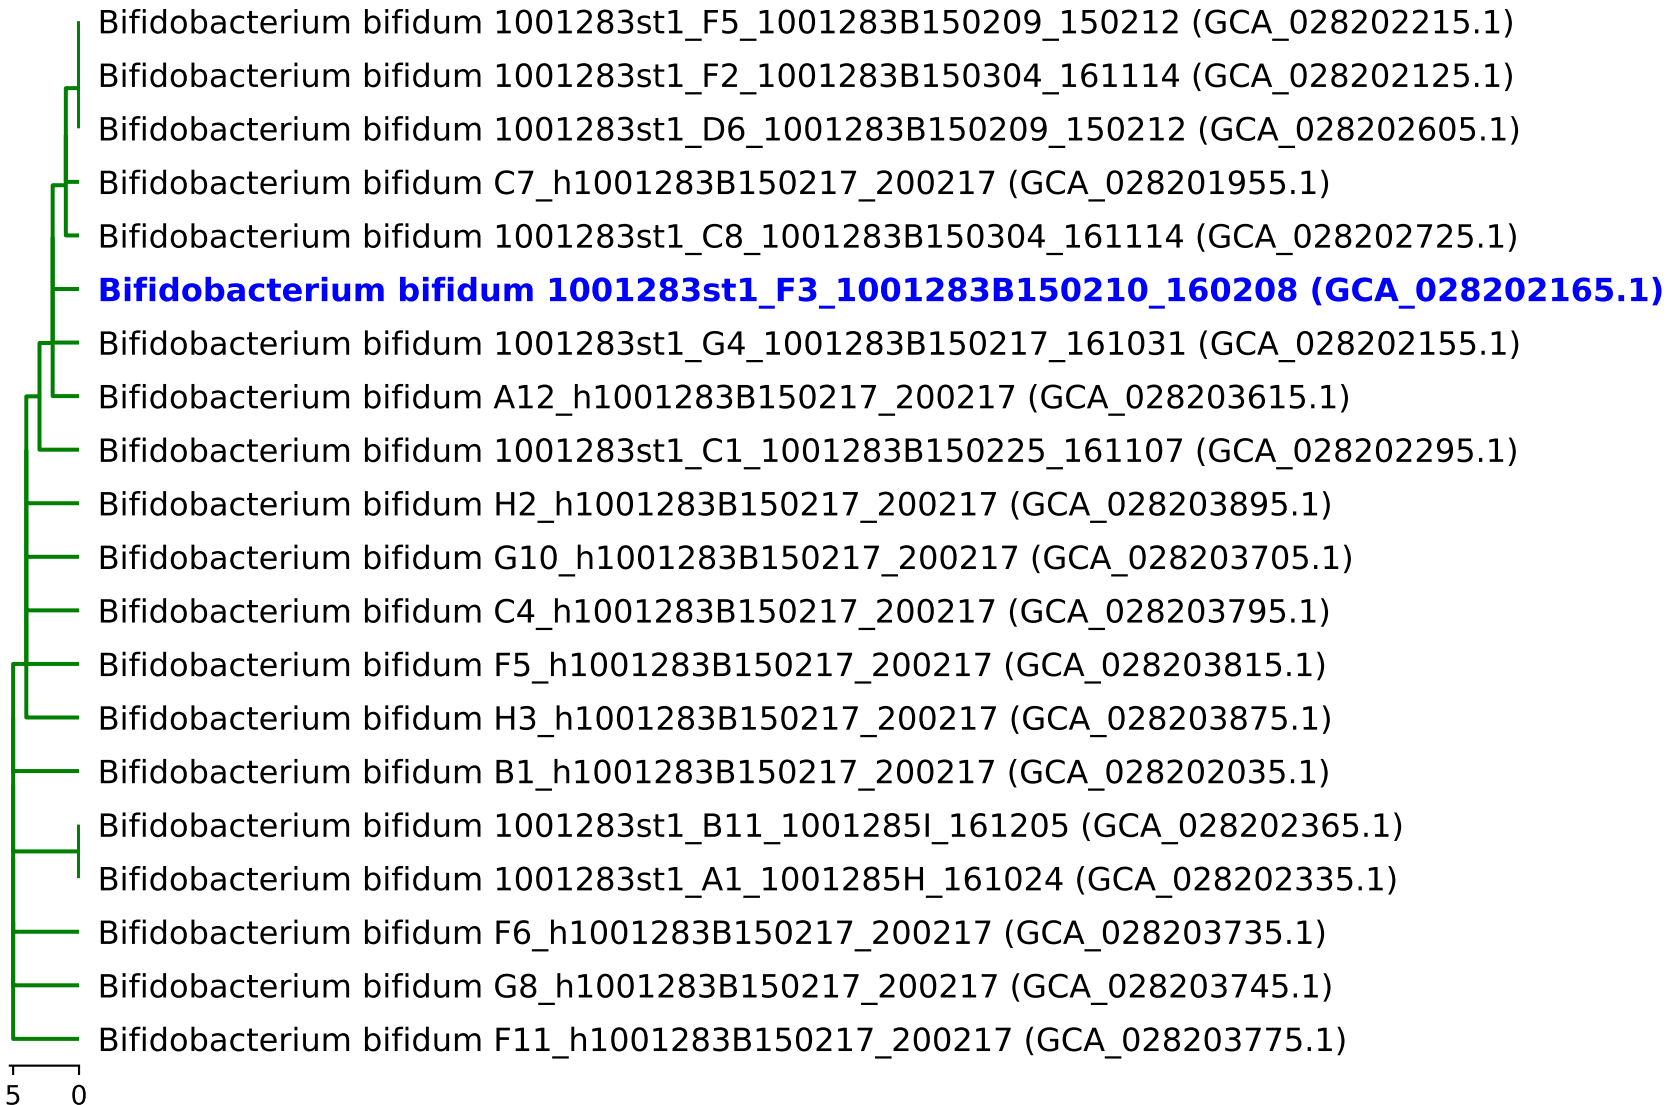 Bifidobacterium bifidum 1001283st1_F5_1001283B150209_150212 (GCA_028202215.1)
Bifidobacterium bifidum 1001283st1_F2_1001283B150304_161114 (GCA_028202125.1)
Bifidobacterium bifidum 1001283st1_D6_1001283B150209_150212 (GCA_028202605.1)
Bifidobacterium bifidum C7_h1001283B150217_200217 (GCA_028201955.1)
Bifidobacterium bifidum 1001283st1_C8_1001283B150304_161114 (GCA_028202725.1)
Bifidobacterium bifidum 1001283st1_F3_1001283B150210_160208 (GCA_028202165.1)
Bifidobacterium bifidum 1001283st1_G4_1001283B150217_161031 (GCA_028202155.1)
Bifidobacterium bifidum A12_h1001283B150217_200217 (GCA_028203615.1)
Bifidobacterium bifidum 1001283st1_C1_1001283B150225_161107 (GCA_028202295.1)
Bifidobacterium bifidum H2_h1001283B150217_200217 (GCA_028203895.1)
Bifidobacterium bifidum G10_h1001283B150217_200217 (GCA_028203705.1)
Bifidobacterium bifidum C4_h1001283B150217_200217 (GCA_028203795.1)
Bifidobacterium bifidum F5_h1001283B150217_200217 (GCA_028203815.1)
Bifidobacterium bifidum H3_h1001283B150217_200217 (GCA_028203875.1)
Bifidobacterium bifidum B1_h1001283B150217_200217 (GCA_028202035.1)
Bifidobacterium bifidum 1001283st1_B11_1001285I_161205 (GCA_028202365.1)
Bifidobacterium bifidum 1001283st1_A1_1001285H_161024 (GCA_028202335.1)
Bifidobacterium bifidum F6_h1001283B150217_200217 (GCA_028203735.1)
Bifidobacterium bifidum G8_h1001283B150217_200217 (GCA_028203745.1)
Bifidobacterium bifidum F11_h1001283B150217_200217 (GCA_028203775.1)
5 0